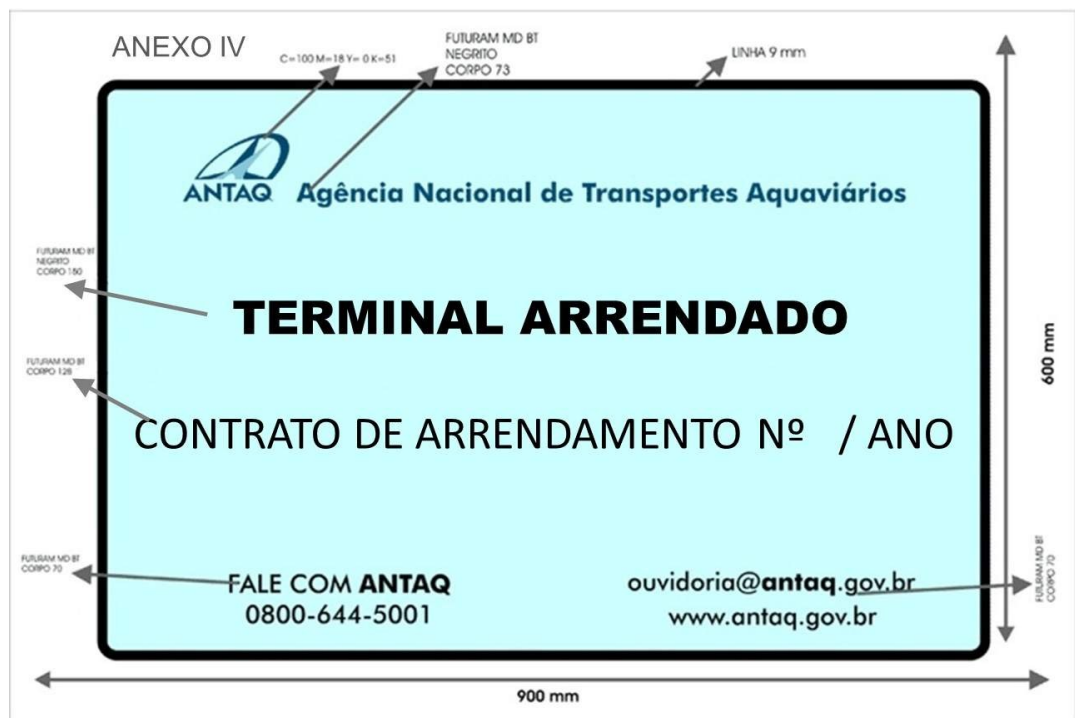 ANEXO IV
C=100 M=18 Y= 0 K=51
FUTURAM MD BT
NEGRITO
CORPO 73
LINHA 9 mm
ANTAQ
Agência Nacional de Transportes Aquaviários
FUTURAM MD BT
NEGRITO
CORPO 180
TERMINAL ARRENDADO
600 mm
FUTURAM MD BT
CORPO 128
CONTRATO DE ARRENDAMENTO Nº / ANO
FUTURAM MD BT
CORPO 70
FALE COM ANTAQ
0800-644-5001
ouvidoria@antaq.gov.br
www.antaq.gov.br
FUTURAM MD BT
CORPO 70
900 mm